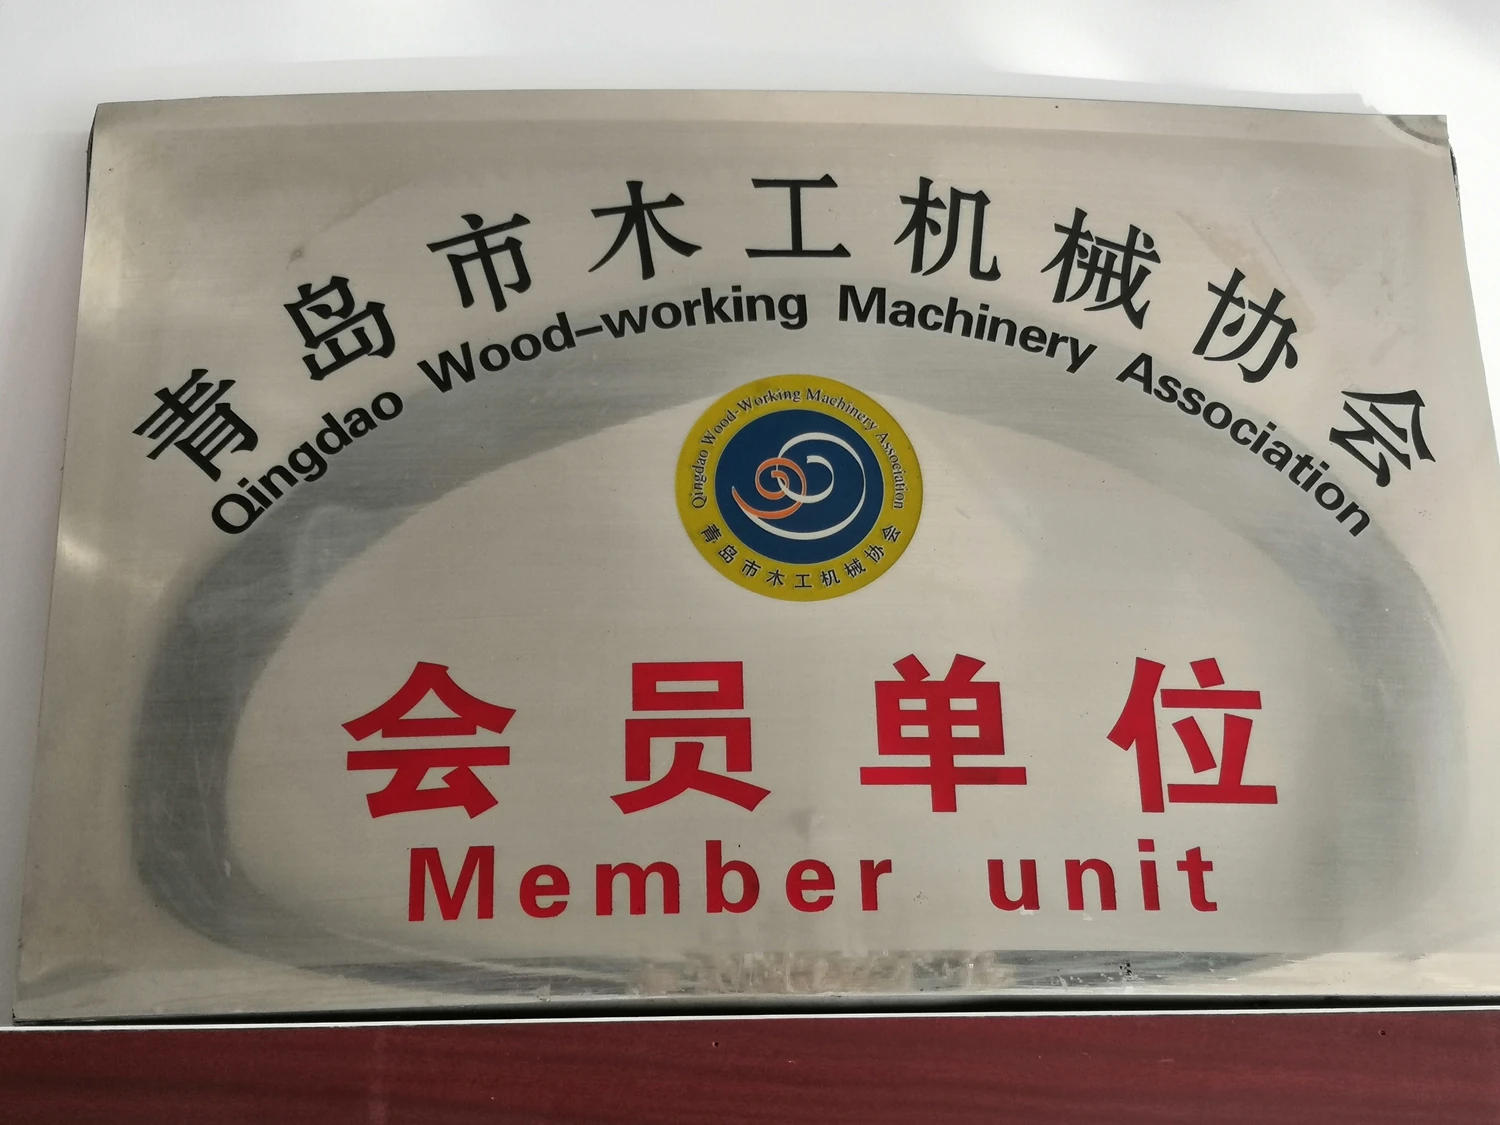 青岛市木工机械协会
Qingdao Wood-working Machinery Association
Qingdao Wood-Working Machinery Association
青岛市木工机械协会
会员单位
Member unit